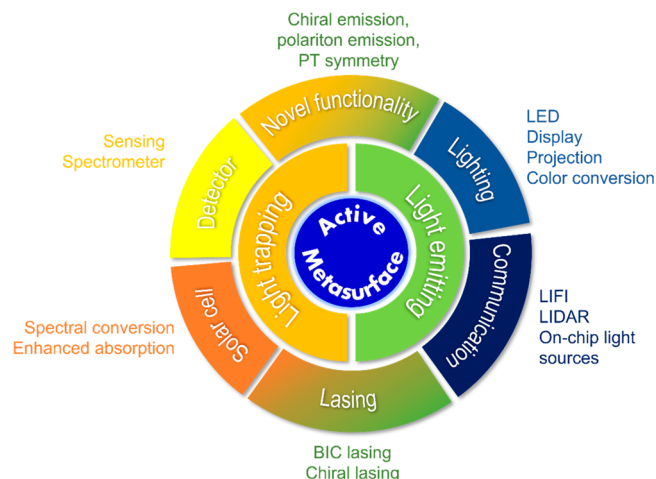 Chiral emission,
polariton emission,
PT symmetry
Novel functionality
Sensing
Spectrometer
Detector
Lighting
LED
Display
Projection
Color conversion
Light trapping
Active
Metasurface
Light emitting
Spectral conversion
Enhanced absorption
Solar cell
Communication
LIFI
LIDAR
On-chip light
sources
Lasing
BIC lasing
Chiral lasing